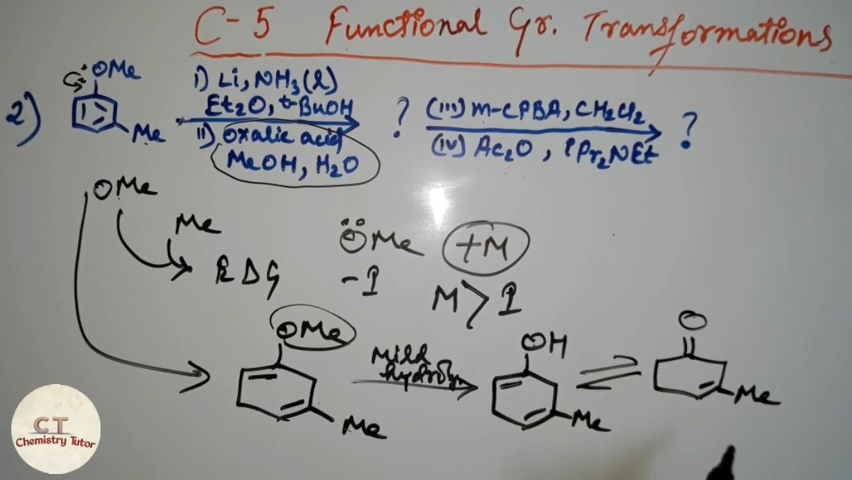 C-5 Functional Gr. Transformations
2)
OMe
Me
i) Li, NH3(l)
Et2O, t-BuOH
ii) oxalic acid
MeOH, H2O
?
(iii) m-CPBA, CH2Cl2
(iv) Ac2O, iPr2NEt
?
OMe
Me
EDG
OMe
-I
+M
M > I
OMe
Me
Mild
OH
Me
O
Me
CT
Chemistry Tutor